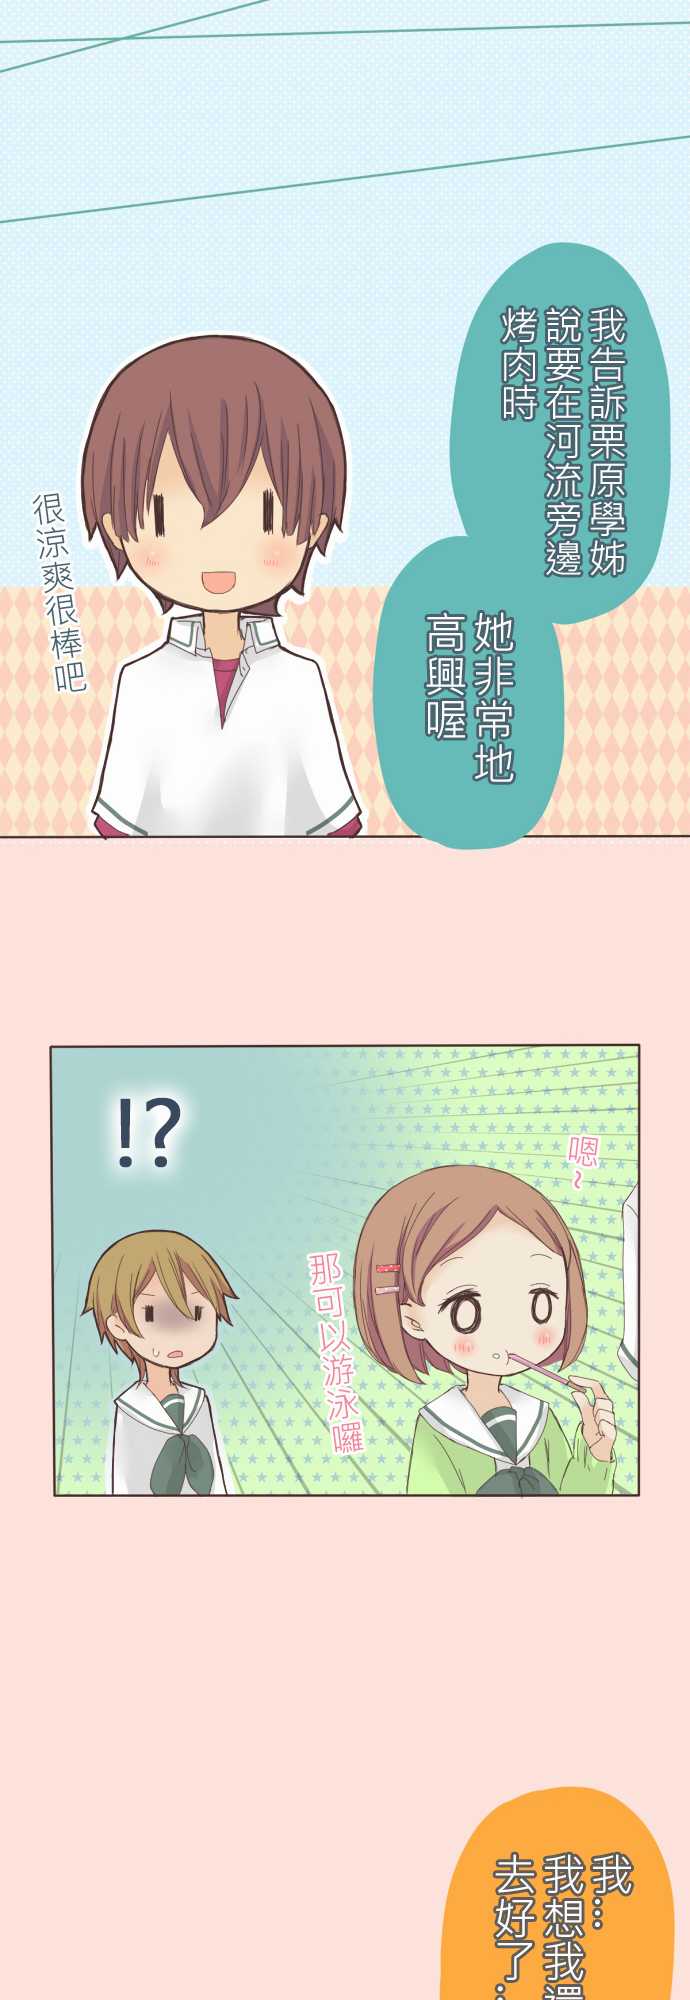 我告訴栗原學姊
說要在河流旁邊
烤肉時
她非常地
高興喔
很涼爽很棒吧
!?
嗯~
那可以游泳囉
我…
我想我還
去好了…